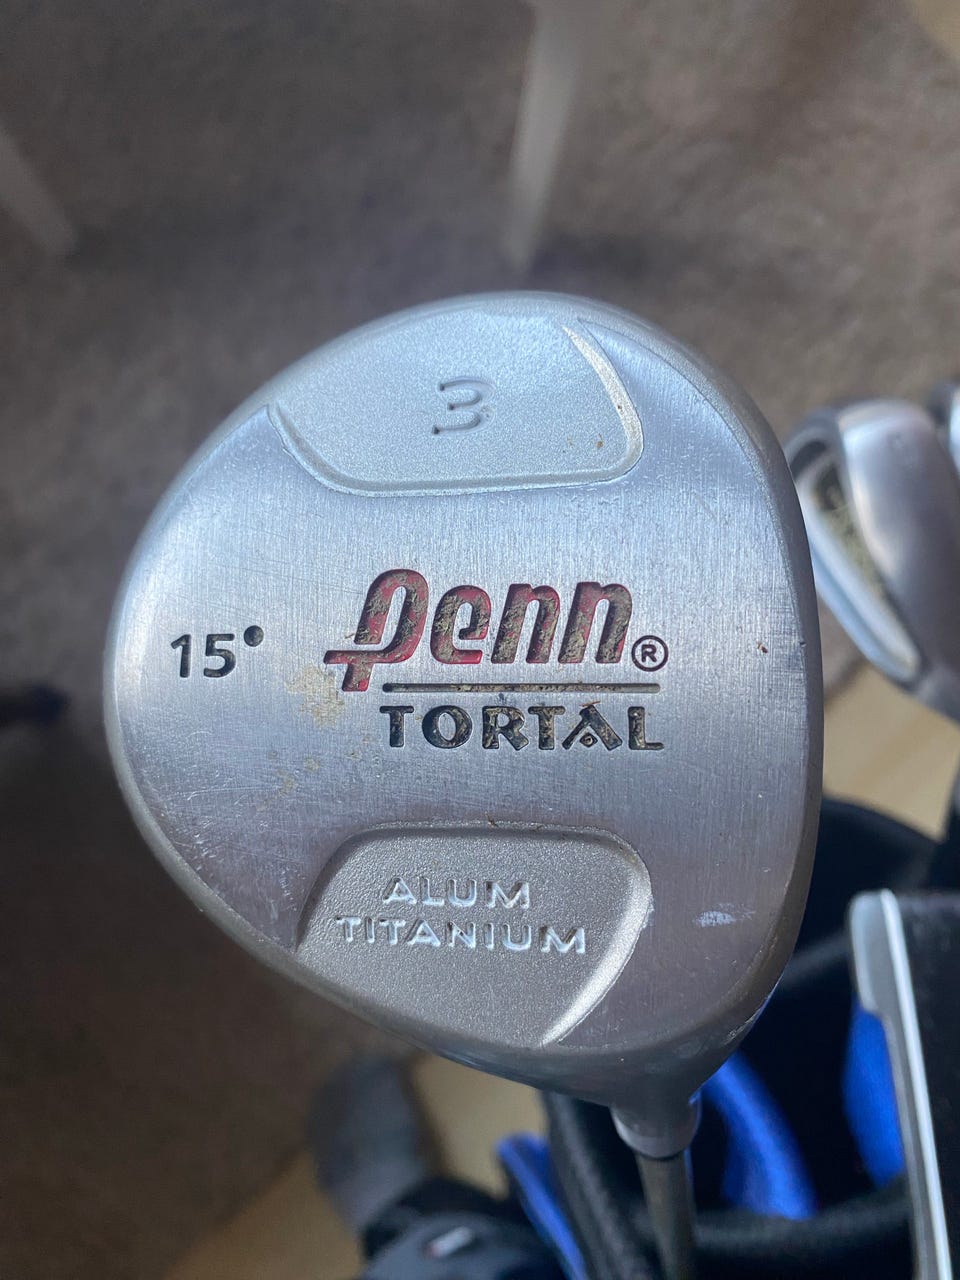 3
15°
Penn®
TORTAL
ALUM
TITANIUM